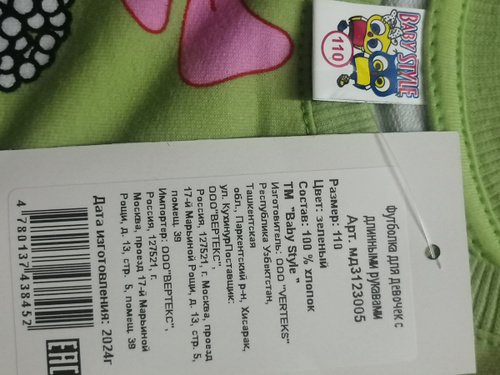 BABY STYLE
110
Футболка для девочек с
длинными рукавами
Арт. мд3123005
Размер: 110
Цвет: зеленый
Состав: 100 % хлопок
ТМ "Baby Style "
Изготовитель: ООО "VERTEKS"
Республика Узбекстан,
Ташкентская
обл., Паркентский р-н, Хисарак,
ул. КухинурПоставщик:
ООО"ВЕРТЕКС",
Россия, 127521, г. Москва, проезд
17-й Марьиной Рощи, д. 13, стр. 5,
помещ. 39
Импортер: ООО"ВЕРТЕКС",
Россия, 127521, г.
Москва, проезд 17-й Марьиной
Рощи, д. 13, стр. 5, помещ. 39
Дата изготовления: 2024г
4 780137 438452
EAC